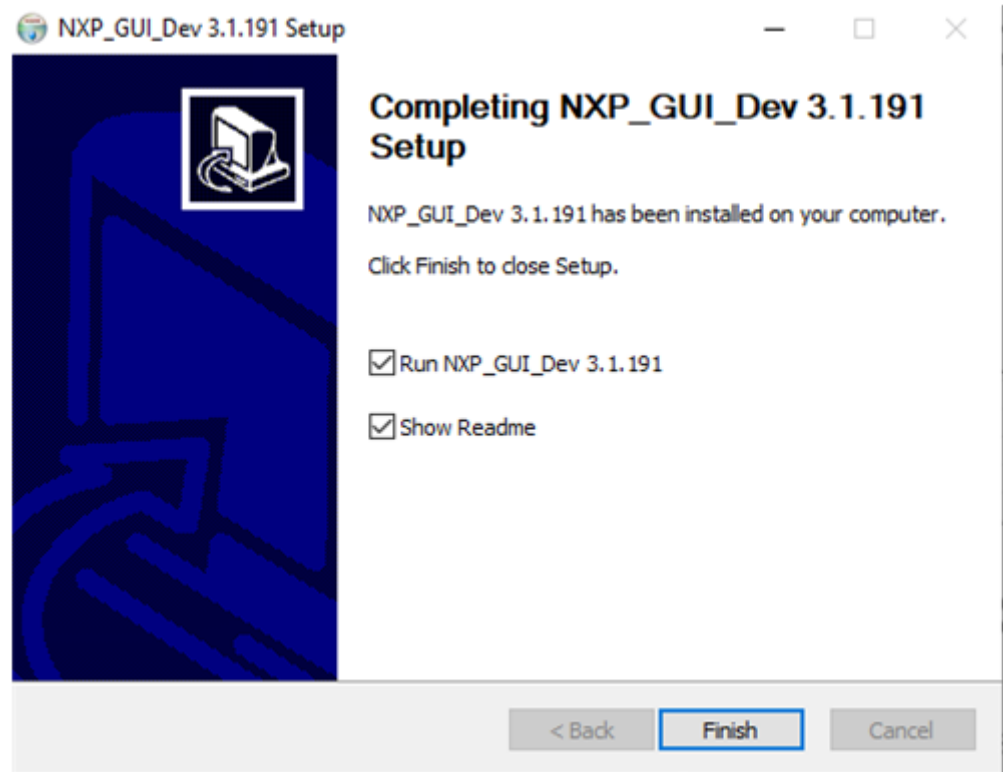 NXP_GUI_Dev 3.1.191 Setup
Completing NXP_GUI_Dev 3.1.191
Setup
NXP_GUI_Dev 3.1.191 has been installed on your computer.
Click Finish to close Setup.
Run NXP_GUI_Dev 3.1.191
Show Readme
< Back
Finish
Cancel